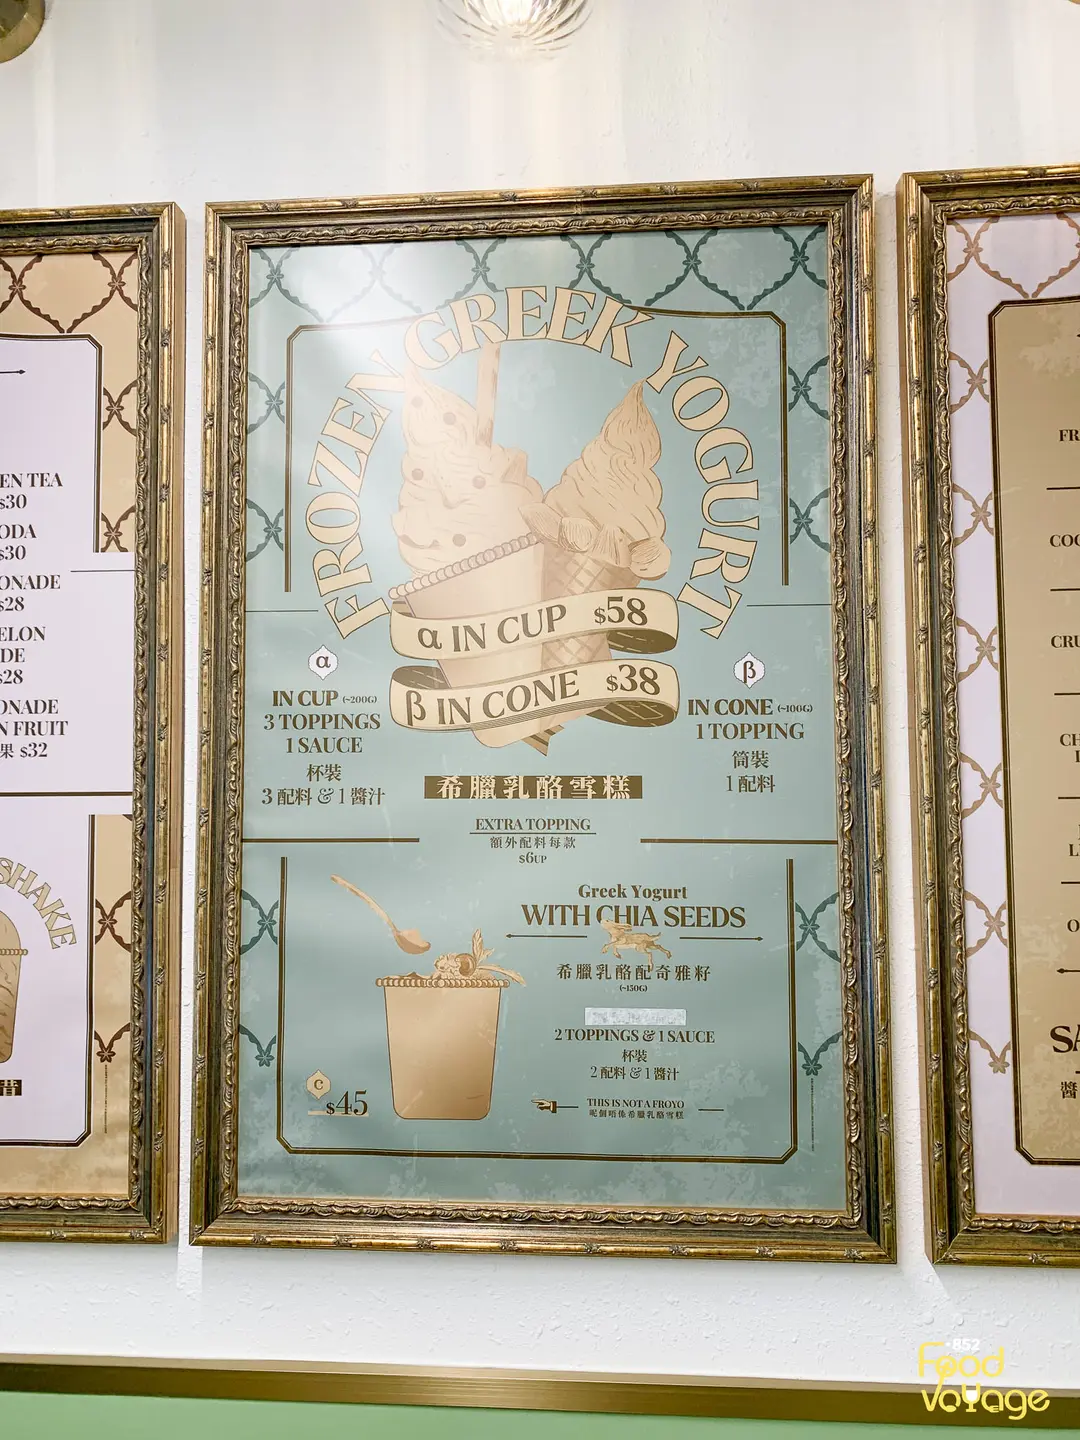 EN TEA
$30
ODA
$30
ONADE
$28
ELON
DE
$28
ONADE
N FRUIT
果 $32
SHAKE
昔
FROZEN GREEK YOGURT
α IN CUP $58
β IN CONE $38
α
IN CUP (~200G)
3 TOPPINGS
1 SAUCE
杯裝
3 配料 & 1 醬汁
β
IN CONE (~100G)
1 TOPPING
筒裝
1 配料
希臘乳酪雪糕
EXTRA TOPPING
額外配料每款
$6UP
Greek Yogurt
WITH CHIA SEEDS
希臘乳酪配奇雅籽
(~150G)
2 TOPPINGS & 1 SAUCE
杯裝
2 配料 & 1 醬汁
C
$45
THIS IS NOT A FROYO
呢個唔係希臘乳酪雪糕
FR
COC
CRU
CH
L
O
SA
醬
+852
Food
voyage